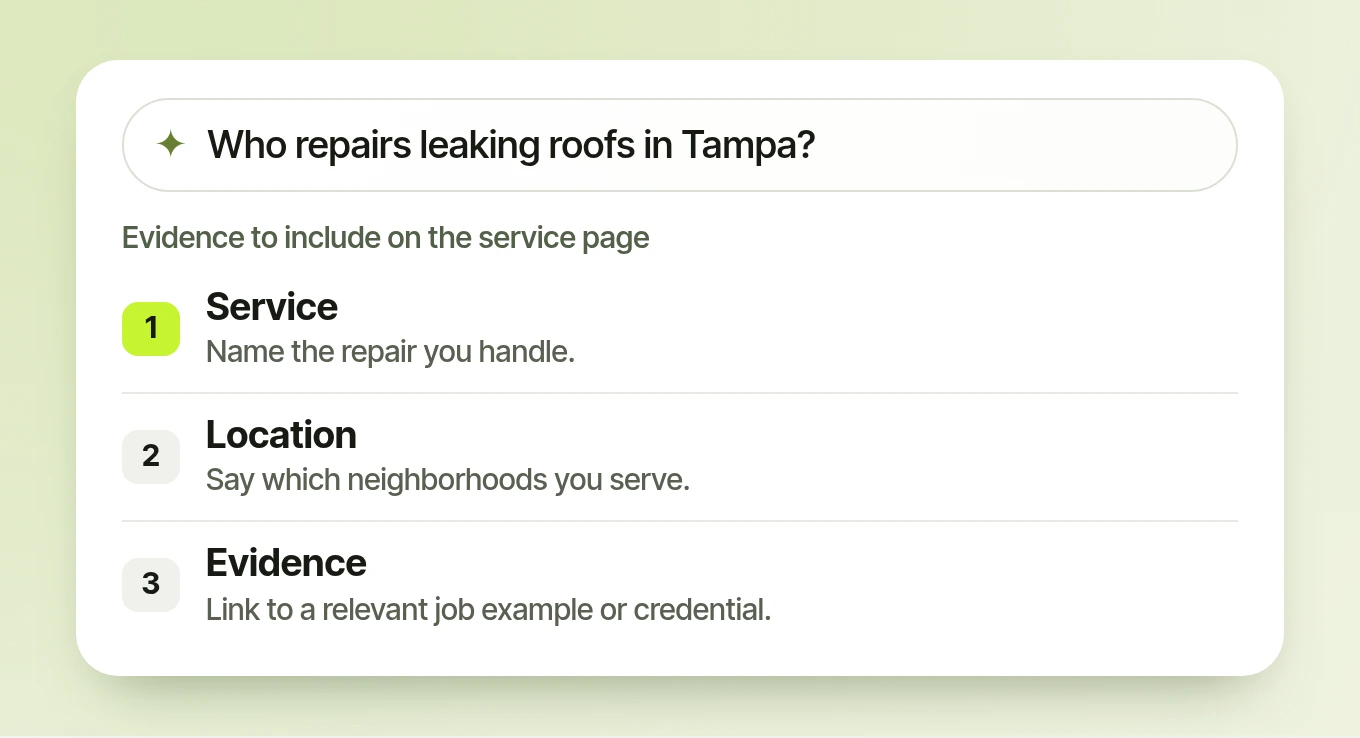 Who repairs leaking roofs in Tampa?
Evidence to include on the service page
1
Service
Name the repair you handle.
2
Location
Say which neighborhoods you serve.
3
Evidence
Link to a relevant job example or credential.